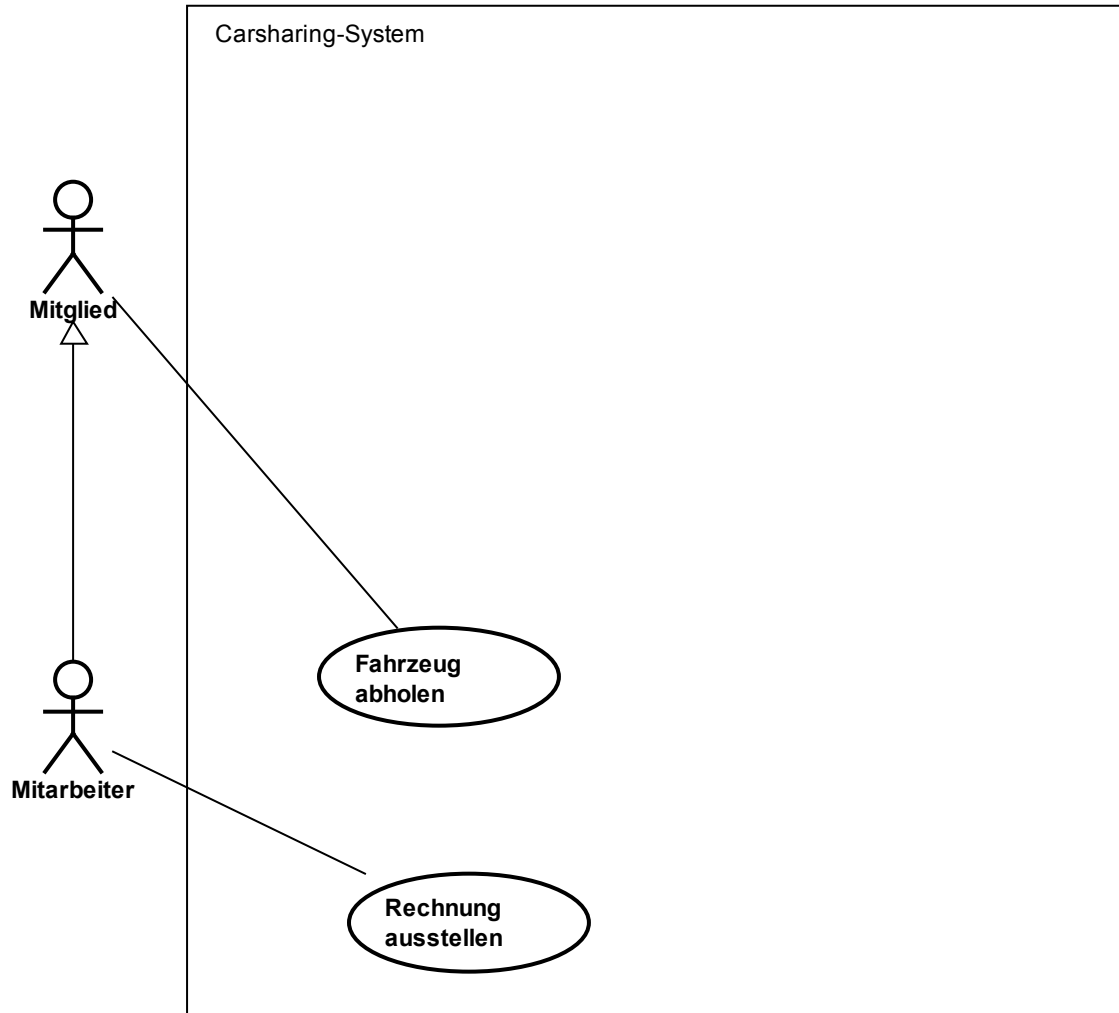 Carsharing-System
Mitglied
Fahrzeug
abholen
Mitarbeiter
Rechnung
ausstellen